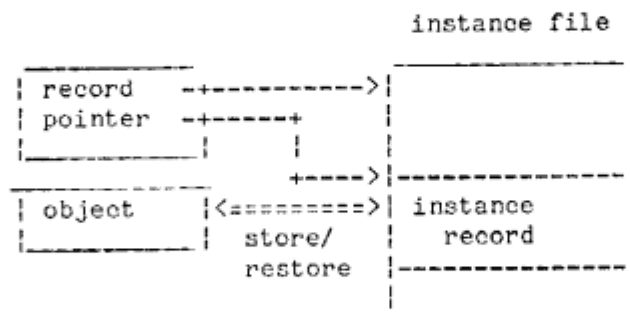 instance file
record
pointer
object
instance
record
store/
restore